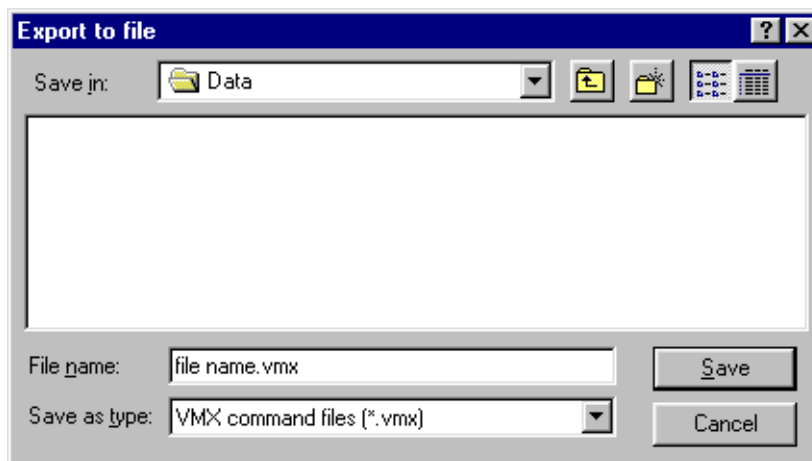 Export to file
Save in:
Data
File name:
file name.vmx
Save
Save as type:
VMX command files (*.vmx)
Cancel